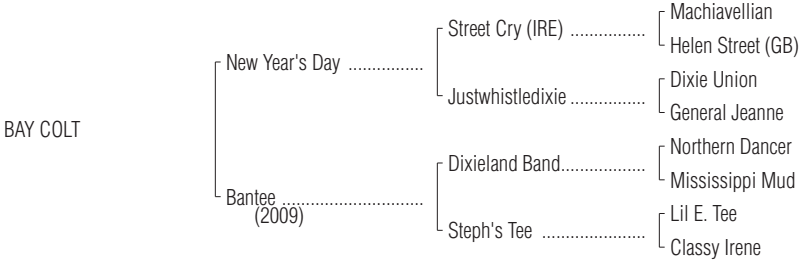 Machiavellian
Street Cry (IRE) ................
Helen Street (GB)
New Year's Day ................
Dixie Union
Justwhistledixie ................
General Jeanne
BAY COLT
Northern Dancer
Dixieland Band..................
Mississippi Mud
Bantee ..............................
(2009)
Lil E. Tee
Steph's Tee ......................
Classy Irene